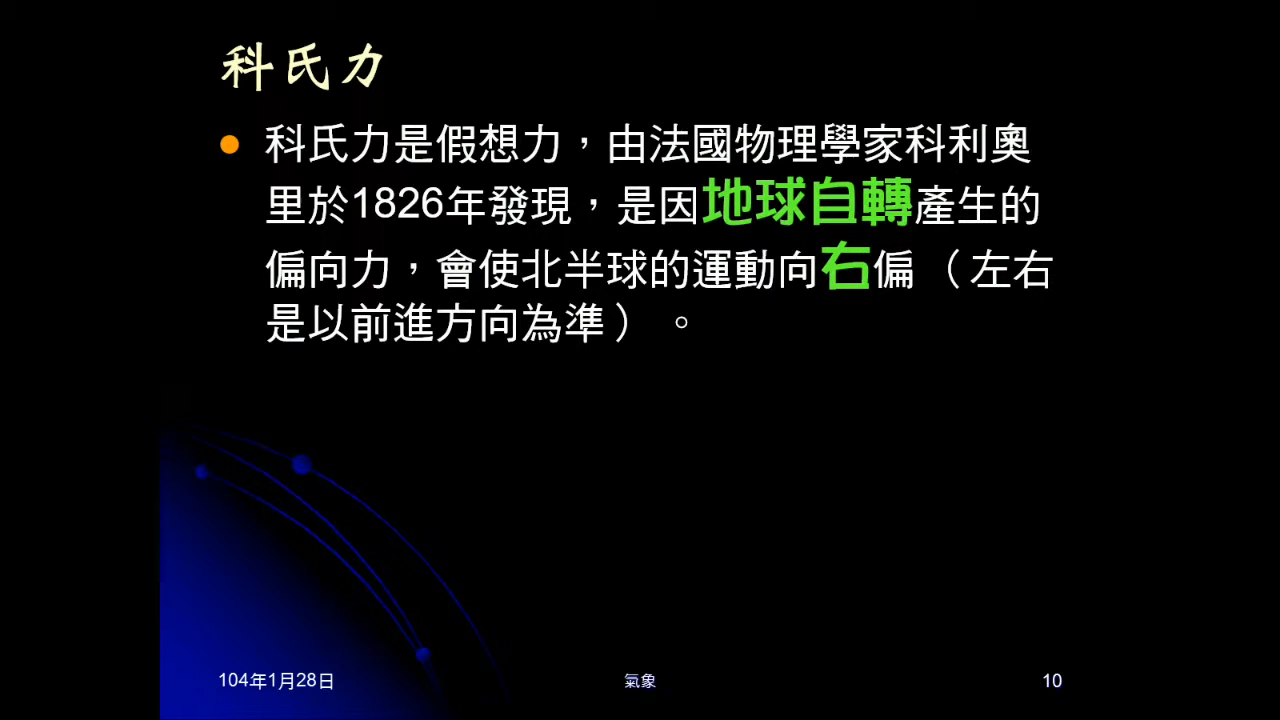 科氏力
科氏力是假想力，由法國物理學家科利奧
里於1826年發現，是因地球自轉產生的
偏向力，會使北半球的運動向右偏（左右
是以前進方向為準）。
104年1月28日
氣象
10